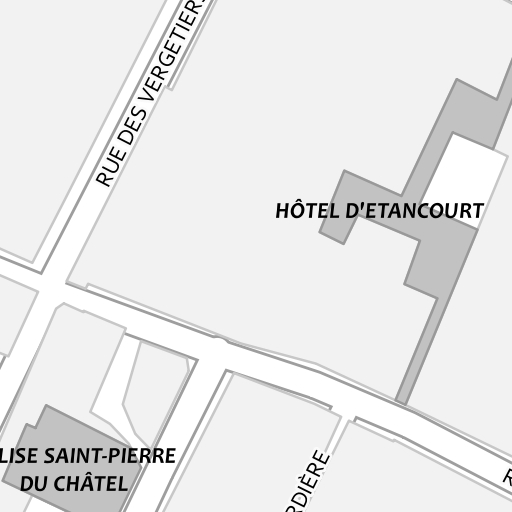 RUE DES VERGETIERS
HÔTEL D'ETANCOURT
LISE SAINT-PIERRE
DU CHÂTEL
RDIÈRE
R